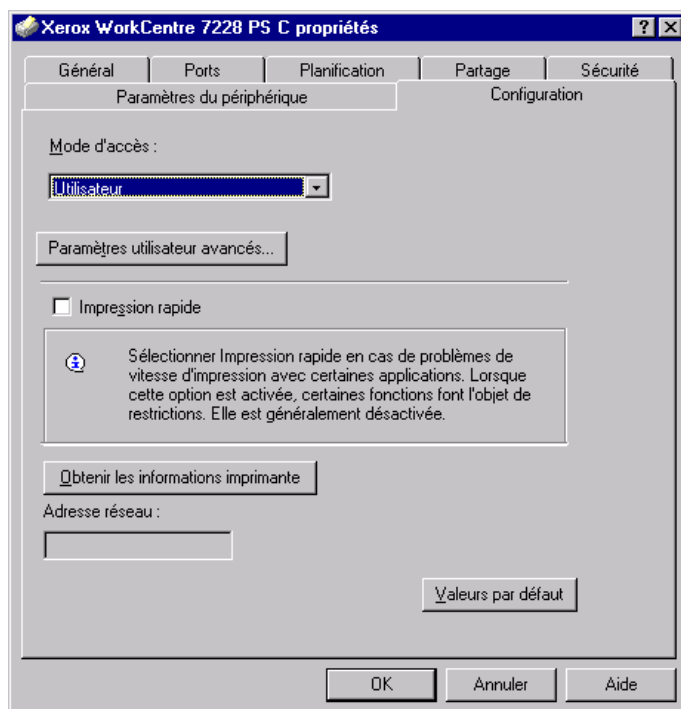 Xerox WorkCentre 7228 PS C propriétés
Général
Ports
Planification
Partage
Sécurité
Paramètres du périphérique
Configuration
Mode d'accès :
Utilisateur
Paramètres utilisateur avancés...
Impression rapide
Sélectionner Impression rapide en cas de problèmes de
vitesse d'impression avec certaines applications. Lorsque
cette option est activée, certaines fonctions font l'objet de
restrictions. Elle est généralement désactivée.
Obtenir les informations imprimante
Adresse réseau :
Valeurs par défaut
OK
Annuler
Aide